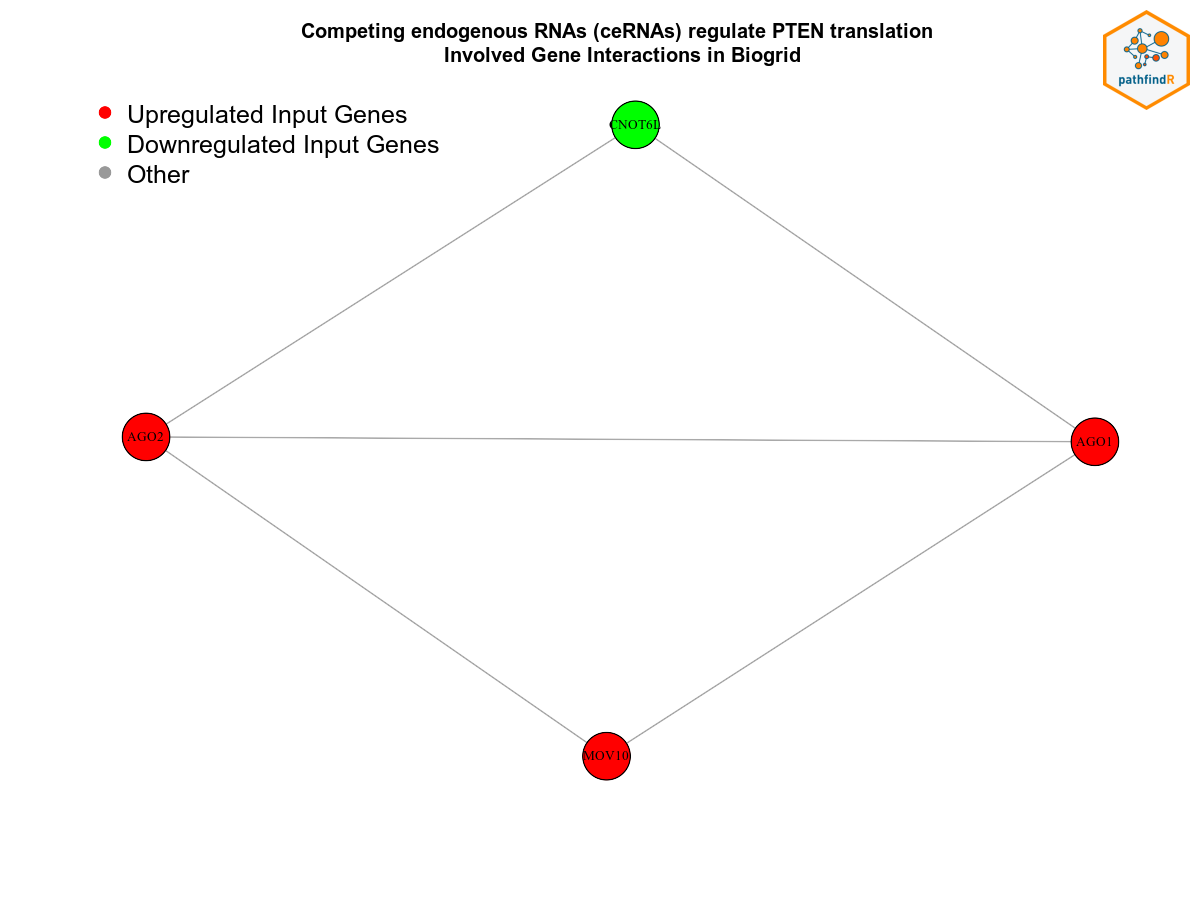 Competing endogenous RNAs (ceRNAs) regulate PTEN translation
Involved Gene Interactions in Biogrid
pathfindR
Upregulated Input Genes
Downregulated Input Genes
Other
CNOT6L
AGO2
AGO1
MOV10